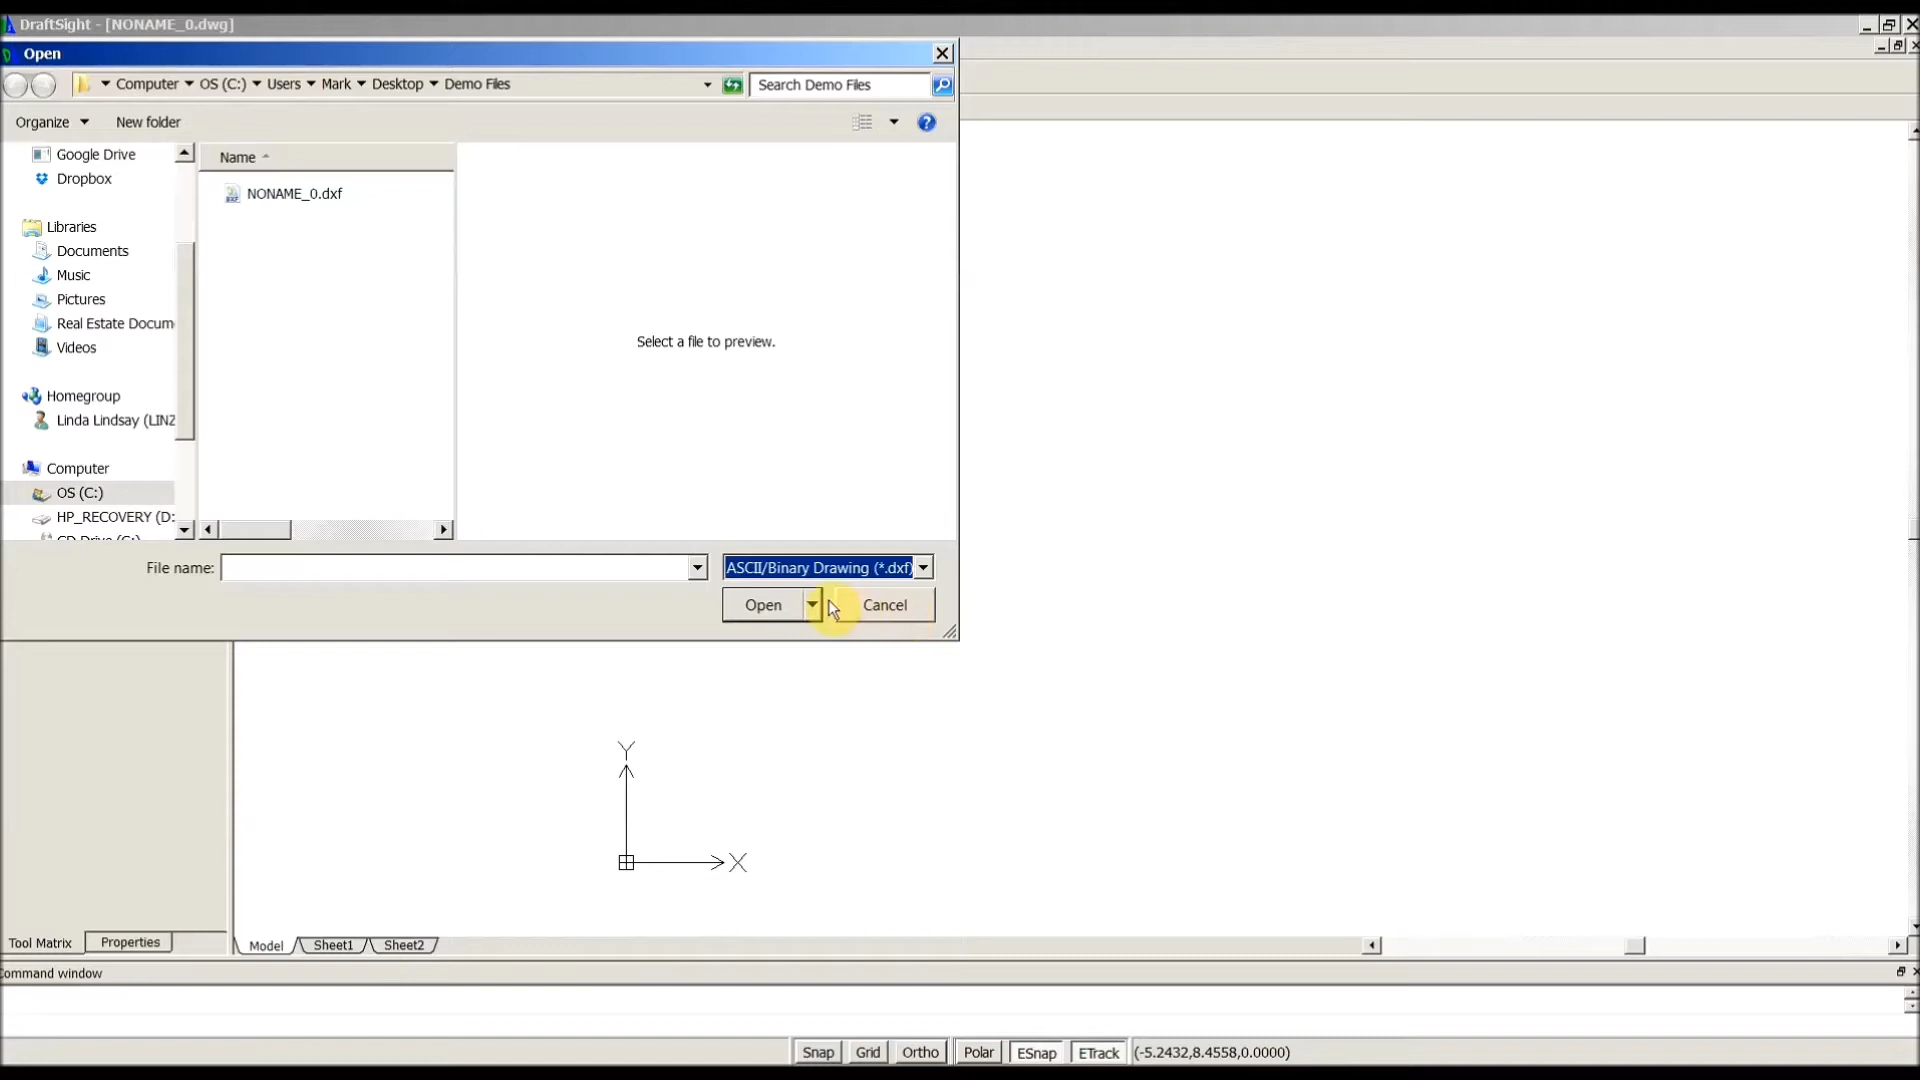 DraftSight - [NONAME_0.dwg]
Open
Computer OS (C:) Users Mark Desktop Demo Files
Search Demo Files
Organize New folder
Google Drive
Dropbox
Libraries
Documents
Music
Pictures
Real Estate Docum
Videos
Homegroup
Linda Lindsay (LINZ
Computer
OS (C:)
HP_RECOVERY (D:
Name
NONAME_0.dxf
Select a file to preview.
File name:
ASCII/Binary Drawing (*.dxf)
Open
Cancel
Y
X
Tool Matrix Properties
Model Sheet1 Sheet2
Command window
Snap Grid Ortho Polar ESnap ETrack (-5.2432,8.4558,0.0000)